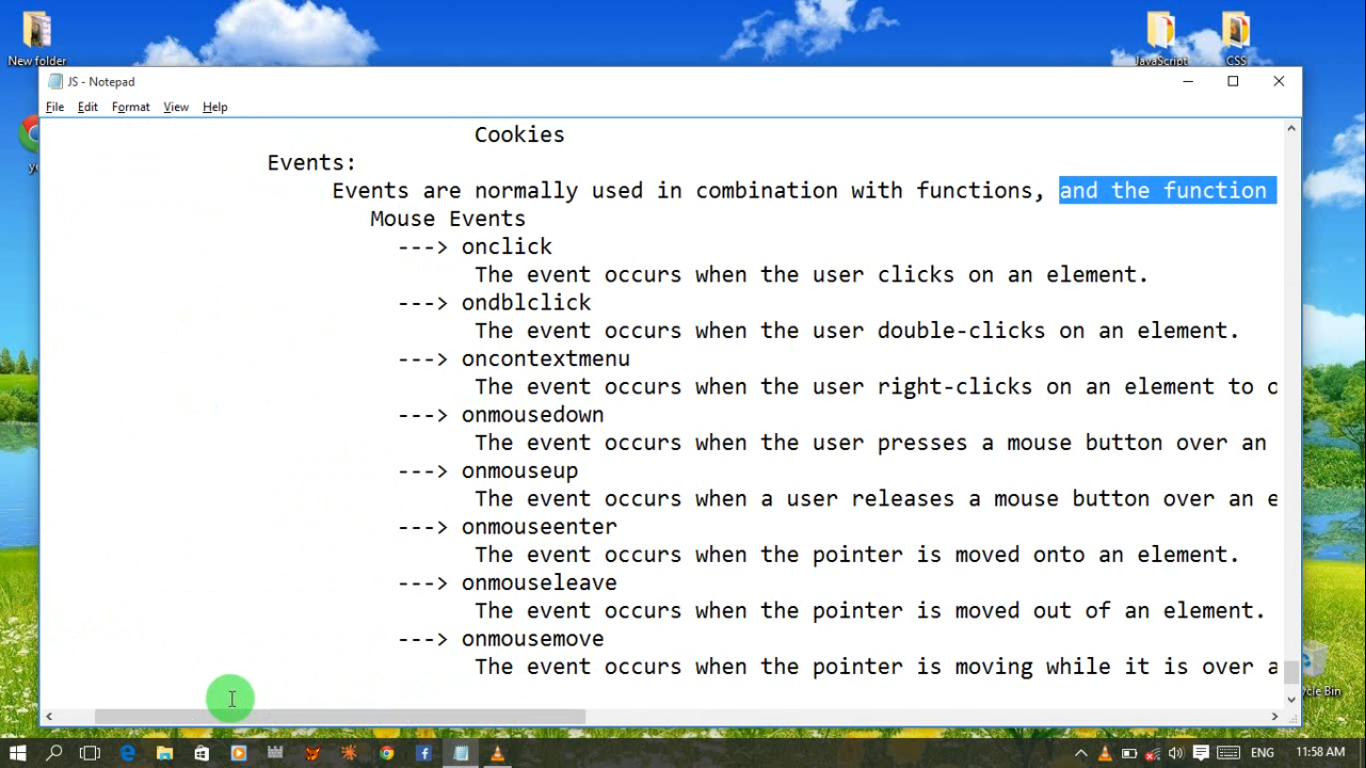 New folder
JavaScript
CSS
JS - Notepad
File Edit Format View Help
Cookies
Events:
Events are normally used in combination with functions, and the function
Mouse Events
---> onclick
The event occurs when the user clicks on an element.
---> ondblclick
The event occurs when the user double-clicks on an element.
---> oncontextmenu
The event occurs when the user right-clicks on an element to
---> onmousedown
The event occurs when the user presses a mouse button over an
---> onmouseup
The event occurs when a user releases a mouse button over an
---> onmouseenter
The event occurs when the pointer is moved onto an element.
---> onmouseleave
The event occurs when the pointer is moved out of an element.
---> onmousemove
The event occurs when the pointer is moving while it is over
Bin
ENG 11:58 AM